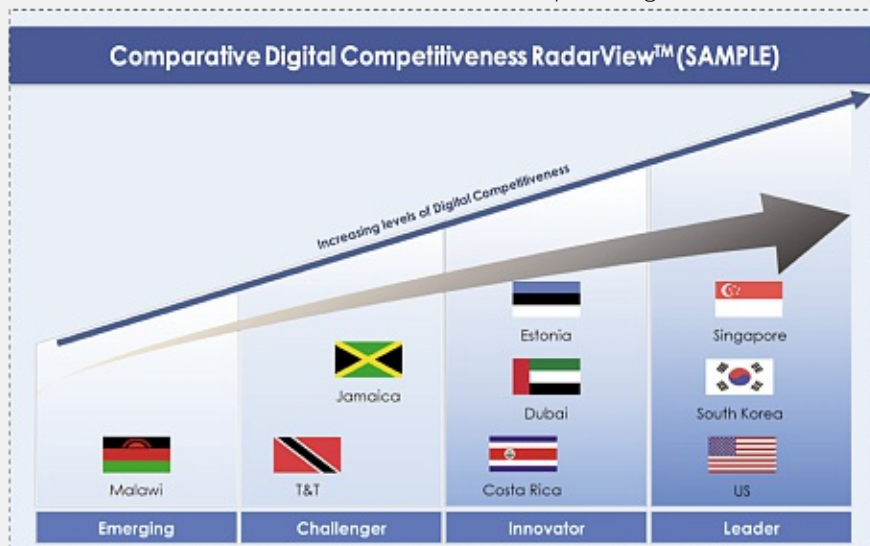 Comparative Digital Competitiveness RadarView™ (SAMPLE)
Increasing levels of Digital Competitiveness
Estonia
Singapore
Jamaica
Dubai
South Korea
Malawi
T&T
Costa Rica
US
Emerging
Challenger
Innovator
Leader